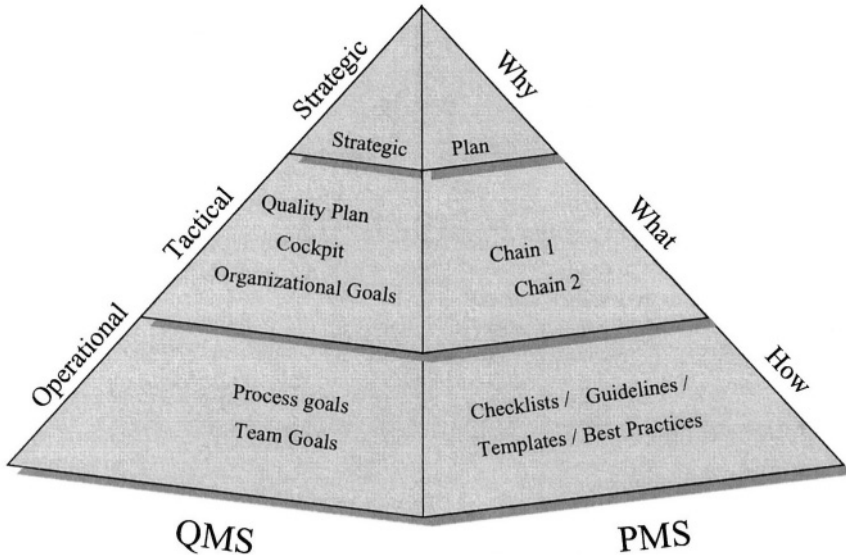 Strategic
Why
Strategic Plan
Tactical
What
Quality Plan
Cockpit
Organizational Goals
Chain 1
Chain 2
Operational
How
Process goals
Team Goals
Checklists / Guidelines /
Templates / Best Practices
QMS
PMS